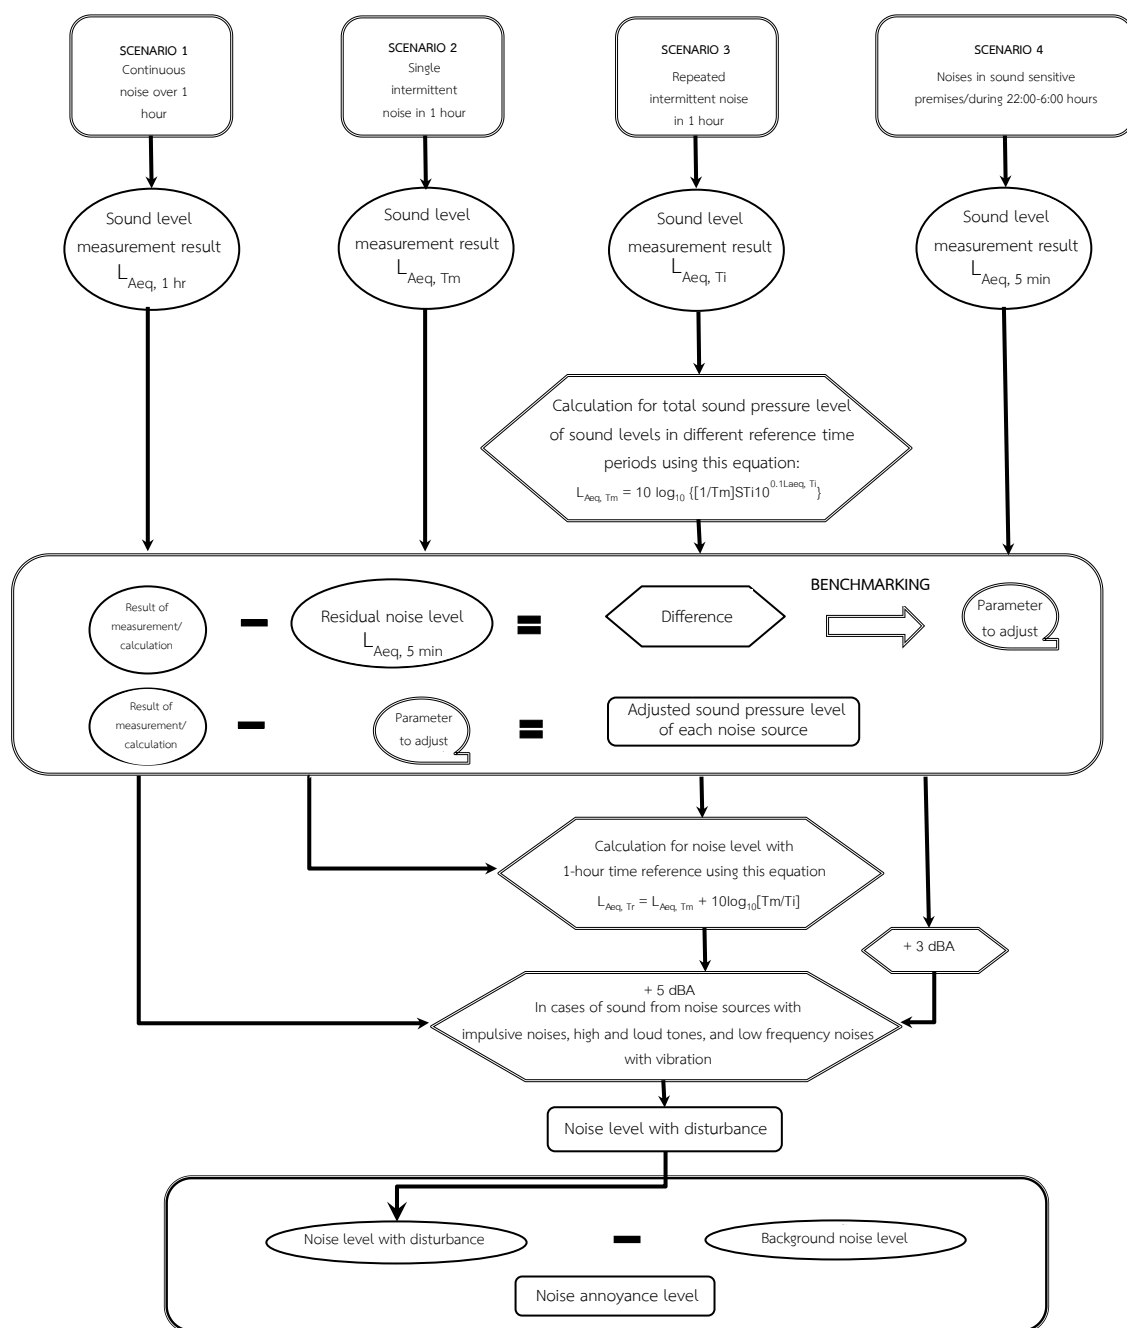 SCENARIO 1
Continuous
noise over 1
hour
SCENARIO 2
Single
intermittent
noise in 1 hour
SCENARIO 3
Repeated
intermittent noise
in 1 hour
SCENARIO 4
Noises in sound sensitive
premises/during 22:00-6:00 hours
Sound level
measurement result
LAeq, 1 hr
Sound level
measurement result
LAeq, Tm
Sound level
measurement result
LAeq, Ti
Sound level
measurement result
LAeq, 5 min
Calculation for total sound pressure level
of sound levels in different reference time
periods using this equation:
LAeq, Tm = 10 log10 {[1/Tm]STi10^0.1Laeq, Ti}
Result of
measurement/
calculation
Residual noise level
LAeq, 5 min
=
Difference
BENCHMARKING
Parameter
to adjust
Result of
measurement/
calculation
Parameter
to adjust
=
Adjusted sound pressure level
of each noise source
Calculation for noise level with
1-hour time reference using this equation
LAeq, Tr = LAeq, Tm + 10log10[Tm/Ti]
+ 3 dBA
+ 5 dBA
In cases of sound from noise sources with
impulsive noises, high and loud tones, and low frequency noises
with vibration
Noise level with disturbance
Noise level with disturbance
Background noise level
Noise annoyance level